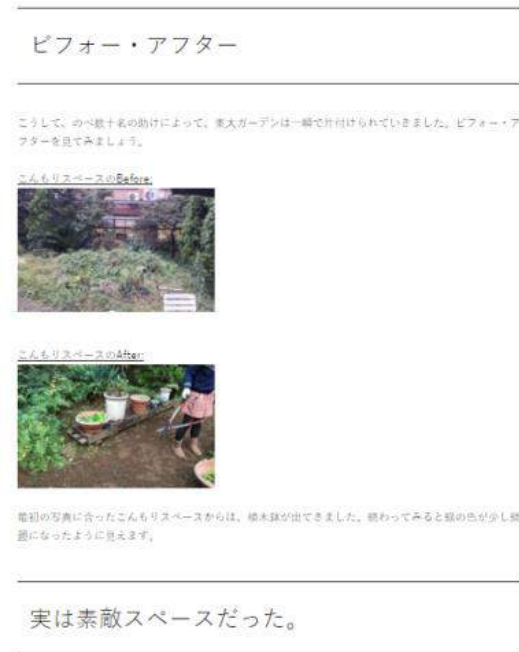 ビフォー・アフター
こうして、のべ数十名の助けによって、東大ガーデンは一瞬で片付けられていきました。ビフォー・ア
フターを見てみましょう。
こんもりスペースのBefore:
こんもりスペースのAfter:
最初の写真に合ったこんもりスペースからは、植木鉢が出てきました。終わってみると緑の色が少し綺
麗になったように見えます。
実は素敵スペースだった。